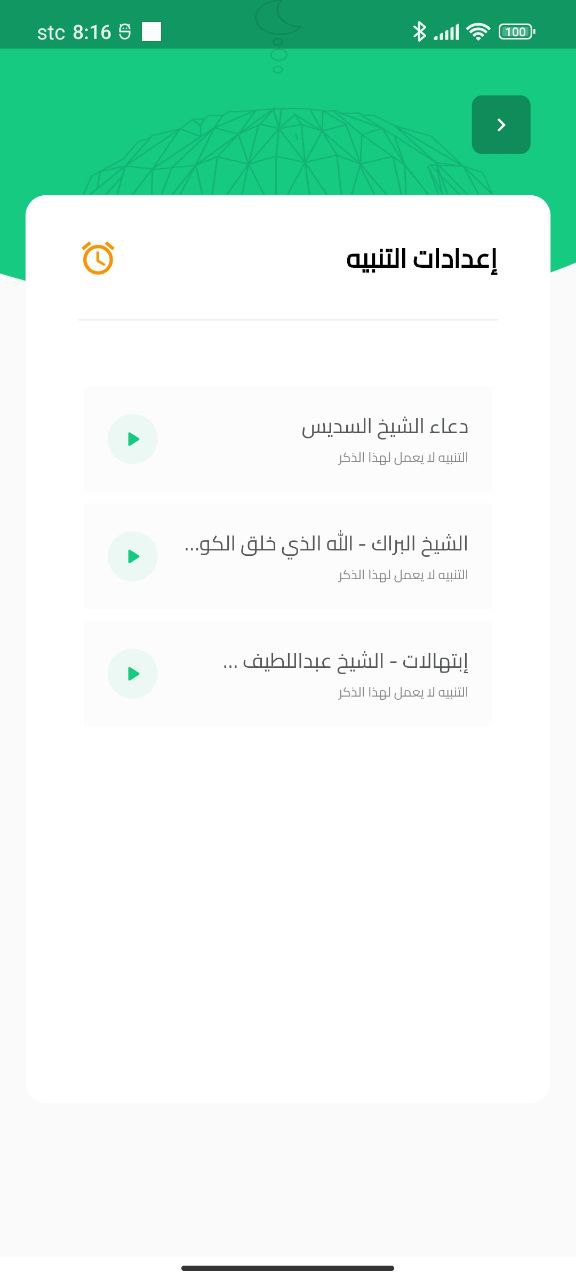 stc 8:16
100
إعدادات التنبيه
دعاء الشيخ السديس
التنبيه لا يعمل لهذا الذكر
الشيخ البراك - الله الذي خلق الكو...
التنبيه لا يعمل لهذا الذكر
إبتهالات - الشيخ عبداللطيف ...
التنبيه لا يعمل لهذا الذكر